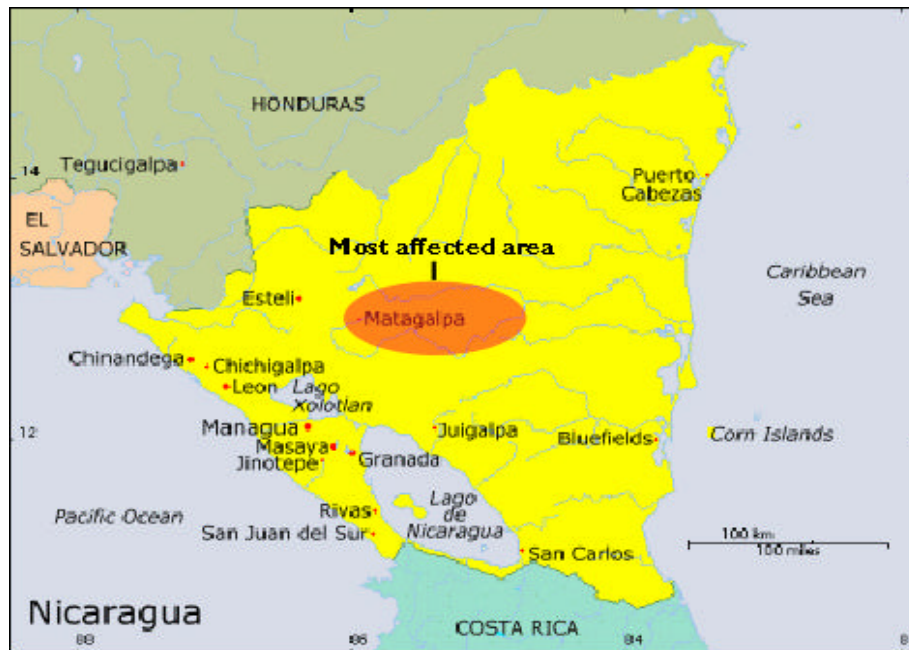 HONDURAS
Tegucigalpa
14
Puerto
Cabezas
EL
SALVADOR
Most affected area
Caribbean
Sea
Esteli
Matagalpa
Chinandega
Chichigalpa
Leon
Lago
Xolotlan
Managua
Juigalpa
12
Bluefields
Corn Islands
Masaya
Jinotepe
Granada
Lago
de
Nicaragua
Rivas
Pacific Ocean
San Juan del Sur
100 km
100 miles
San Carlos
Nicaragua
COSTA RICA
88
86
84
8